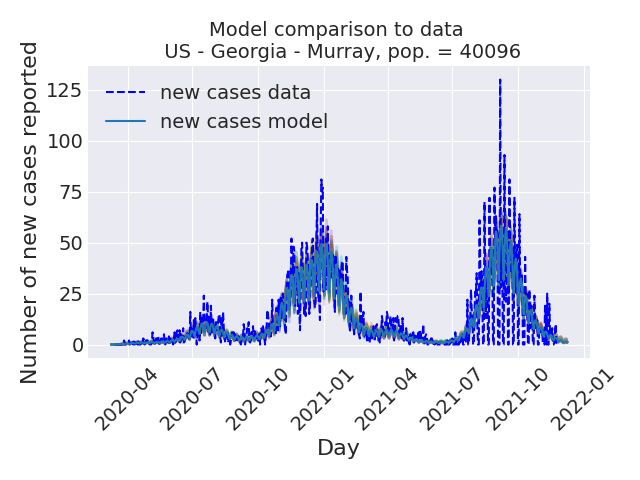 Model comparison to data
US - Georgia - Murray, pop. = 40096
Number of new cases reported
125
100
75
50
25
0
new cases data
new cases model
2020-04
2020-07
2020-10
2021-01
2021-04
2021-07
2021-10
2022-01
Day